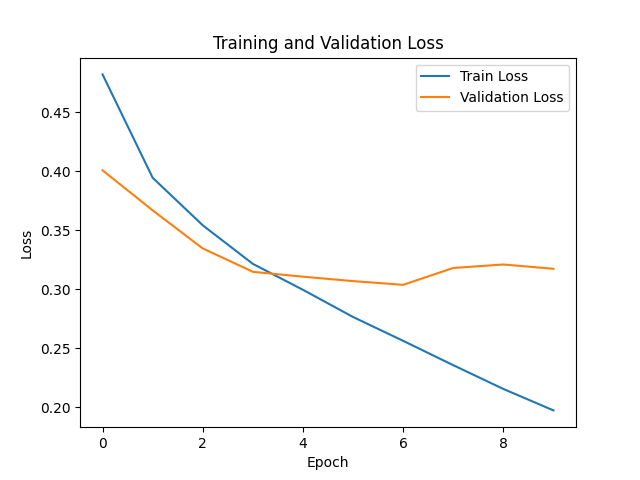 Training and Validation Loss
Train Loss
Validation Loss
0.45
0.40
0.35
0.30
0.25
0.20
Loss
0
2
4
6
8
Epoch